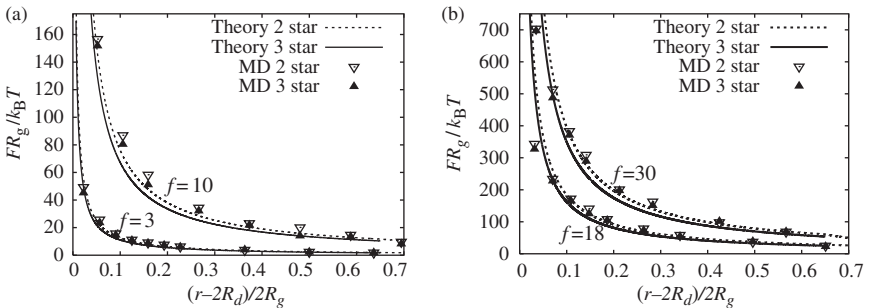 (a)
160
140
120
100
80
60
40
20
0
FR_g/k_BT
Theory 2 star
Theory 3 star
MD 2 star
MD 3 star
f=10
f=3
0 0.1 0.2 0.3 0.4 0.5 0.6 0.7
(r–2R_d)/2R_g
(b)
700
600
500
400
300
200
100
0
FR_g/k_BT
Theory 2 star
Theory 3 star
MD 2 star
MD 3 star
f=30
f=18
0 0.1 0.2 0.3 0.4 0.5 0.6 0.7
(r–2R_d)/2R_g